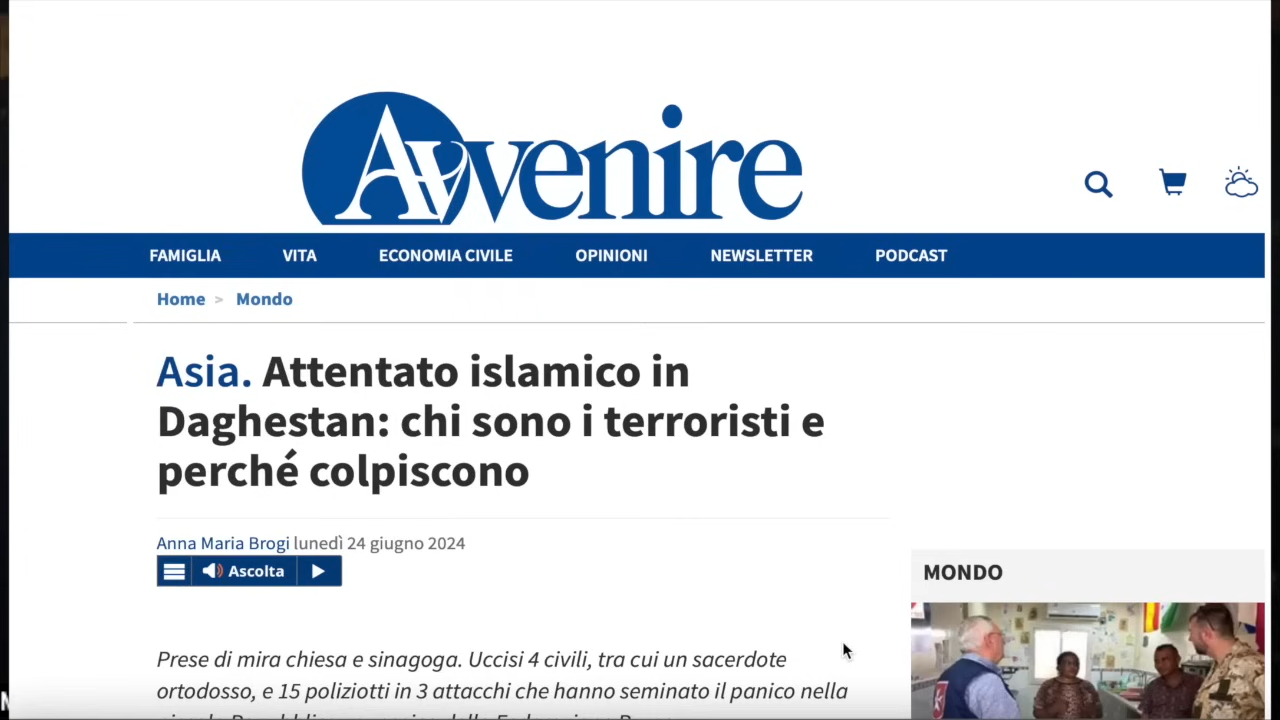 Avvenire
FAMIGLIA VITA ECONOMIA CIVILE OPINIONI NEWSLETTER PODCAST
Home > Mondo
Asia. Attentato islamico in
Daghestan: chi sono i terroristi e
perché colpiscono
Anna Maria Brogi lunedì 24 giugno 2024
Ascolta
MONDO
Prese di mira chiesa e sinagoga. Uccisi 4 civili, tra cui un sacerdote
ortodosso, e 15 poliziotti in 3 attacchi che hanno seminato il panico nella